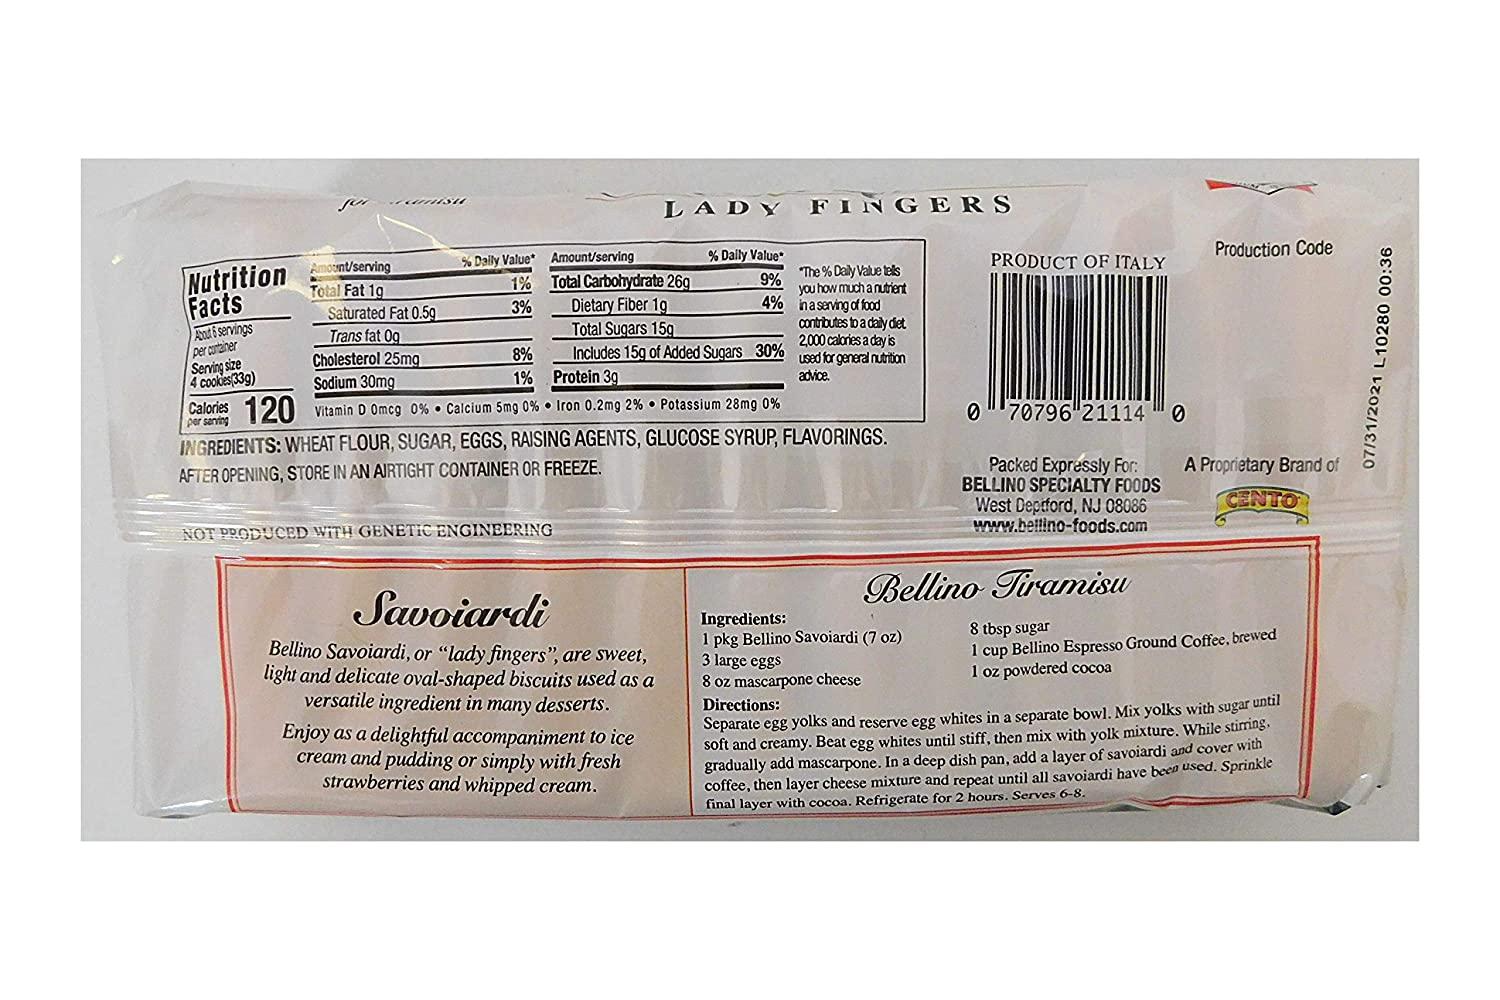 for Tiramisu
LADY FINGERS
Nutrition
Facts
About 6 servings
per container
Serving size
4 cookies(33g)
Calories
per serving
120
Amount/serving % Daily Value*
Total Fat 1g 1%
Saturated Fat 0.5g 3%
Trans fat 0g
Cholesterol 25mg 8%
Sodium 30mg 1%
Amount/serving % Daily Value*
Total Carbohydrate 26g 9%
Dietary Fiber 1g 4%
Total Sugars 15g
Includes 15g of Added Sugars 30%
Protein 3g
Vitamin D 0mcg 0% • Calcium 5mg 0% • Iron 0.2mg 2% • Potassium 28mg 0%
*The % Daily Value tells
you how much a nutrient
in a serving of food
contributes to a daily diet.
2,000 calories a day is
used for general nutrition
advice.
INGREDIENTS: WHEAT FLOUR, SUGAR, EGGS, RAISING AGENTS, GLUCOSE SYRUP, FLAVORINGS.
AFTER OPENING, STORE IN AN AIRTIGHT CONTAINER OR FREEZE.
NOT PRODUCED WITH GENETIC ENGINEERING
PRODUCT OF ITALY
0 70796 21114 0
Packed Expressly For:
BELLINO SPECIALTY FOODS
West Deptford, NJ 08086
www.bellino-foods.com
Production Code
07/31/2021 L10280 00:36
A Proprietary Brand of
CENTO
Savoiardi
Bellino Savoiardi, or “lady fingers”, are sweet,
light and delicate oval-shaped biscuits used as a
versatile ingredient in many desserts.
Enjoy as a delightful accompaniment to ice
cream and pudding or simply with fresh
strawberries and whipped cream.
Bellino Tiramisu
Ingredients:
1 pkg Bellino Savoiardi (7 oz)
3 large eggs
8 oz mascarpone cheese
8 tbsp sugar
1 cup Bellino Espresso Ground Coffee, brewed
1 oz powdered cocoa
Directions:
Separate egg yolks and reserve egg whites in a separate bowl. Mix yolks with sugar until
soft and creamy. Beat egg whites until stiff, then mix with yolk mixture. While stirring,
gradually add mascarpone. In a deep dish pan, add a layer of savoiardi and cover with
coffee, then layer cheese mixture and repeat until all savoiardi have been used. Sprinkle
final layer with cocoa. Refrigerate for 2 hours. Serves 6-8.